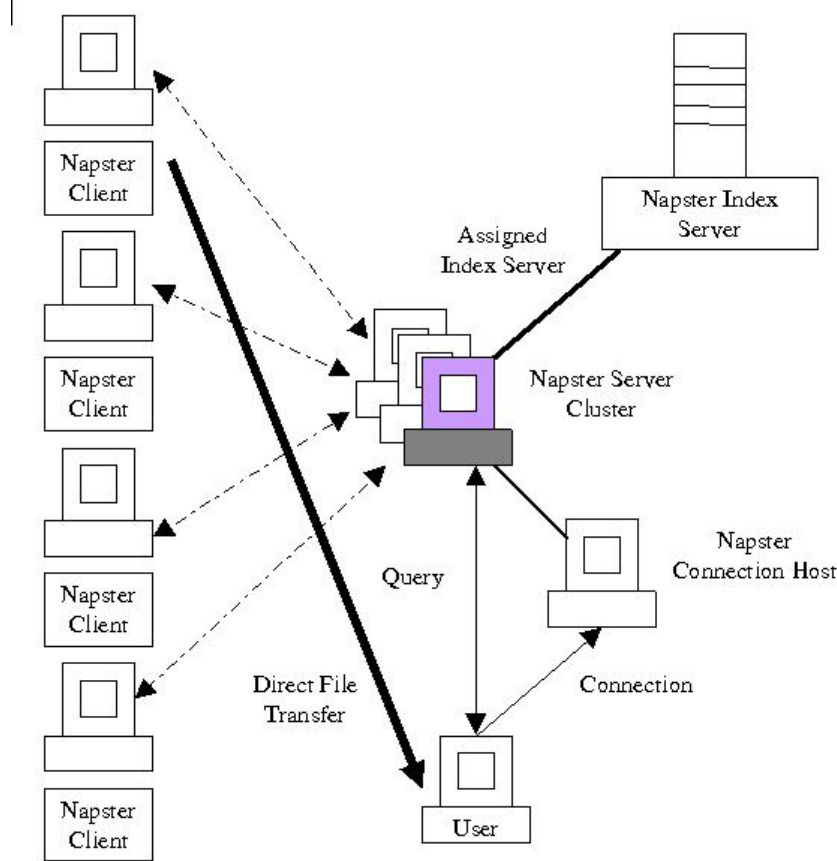 Napster
Client
Napster Index
Server
Assigned
Index Server
Napster
Client
Napster Server
Cluster
Napster
Client
Query
Napster
Connection Host
Direct File
Transfer
Connection
User
Napster
Client